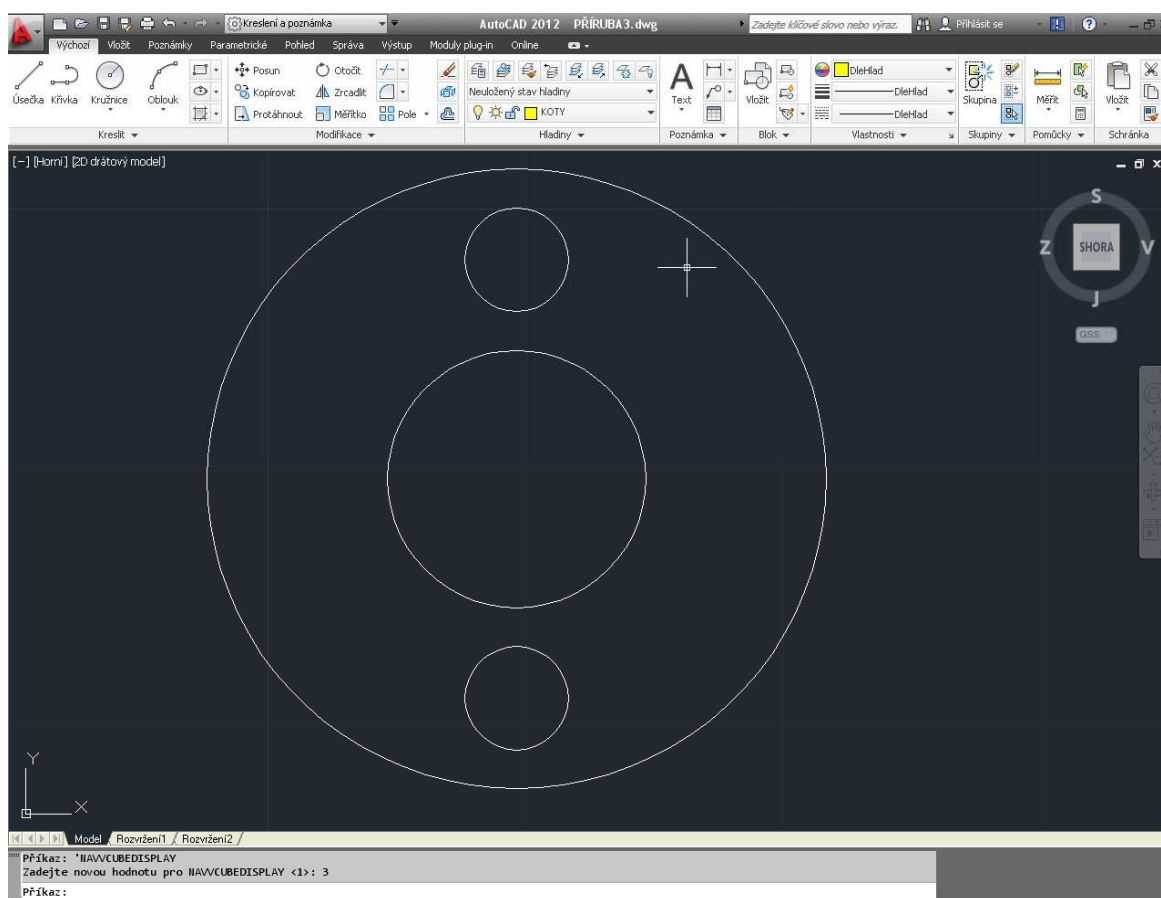 Kreslení a poznámka AutoCAD 2012 PŘÍRUBA3.dwg Zadejte klíčové slovo nebo výraz. Přihlásit se
Výchozí Vložit Poznámky Parametrické Pohled Správa Výstup Moduly plug-in Online
Úsečka Křivka Kružnice Oblouk
Posun Otočit
Kopírovat Zrcadlit
Protáhnout Měřítko Pole
Neuložený stav hladiny
KOTY
Text
Vložit
DleHlad
DleHlad
DleHlad
Skupina
Měřit
Vložit
Kreslit Modifikace Hladiny Poznámka Blok Vlastnosti Skupiny Pomůcky Schránka
[-] [Horní] [2D drátový model]
S
Z SHORA V
J
GSS
Y
X
Model Rozvržení1 Rozvržení2
Příkaz: 'NAVVCUBEDISPLAY
Zadejte novou hodnotu pro NAVVCUBEDISPLAY <1>: 3
Příkaz: